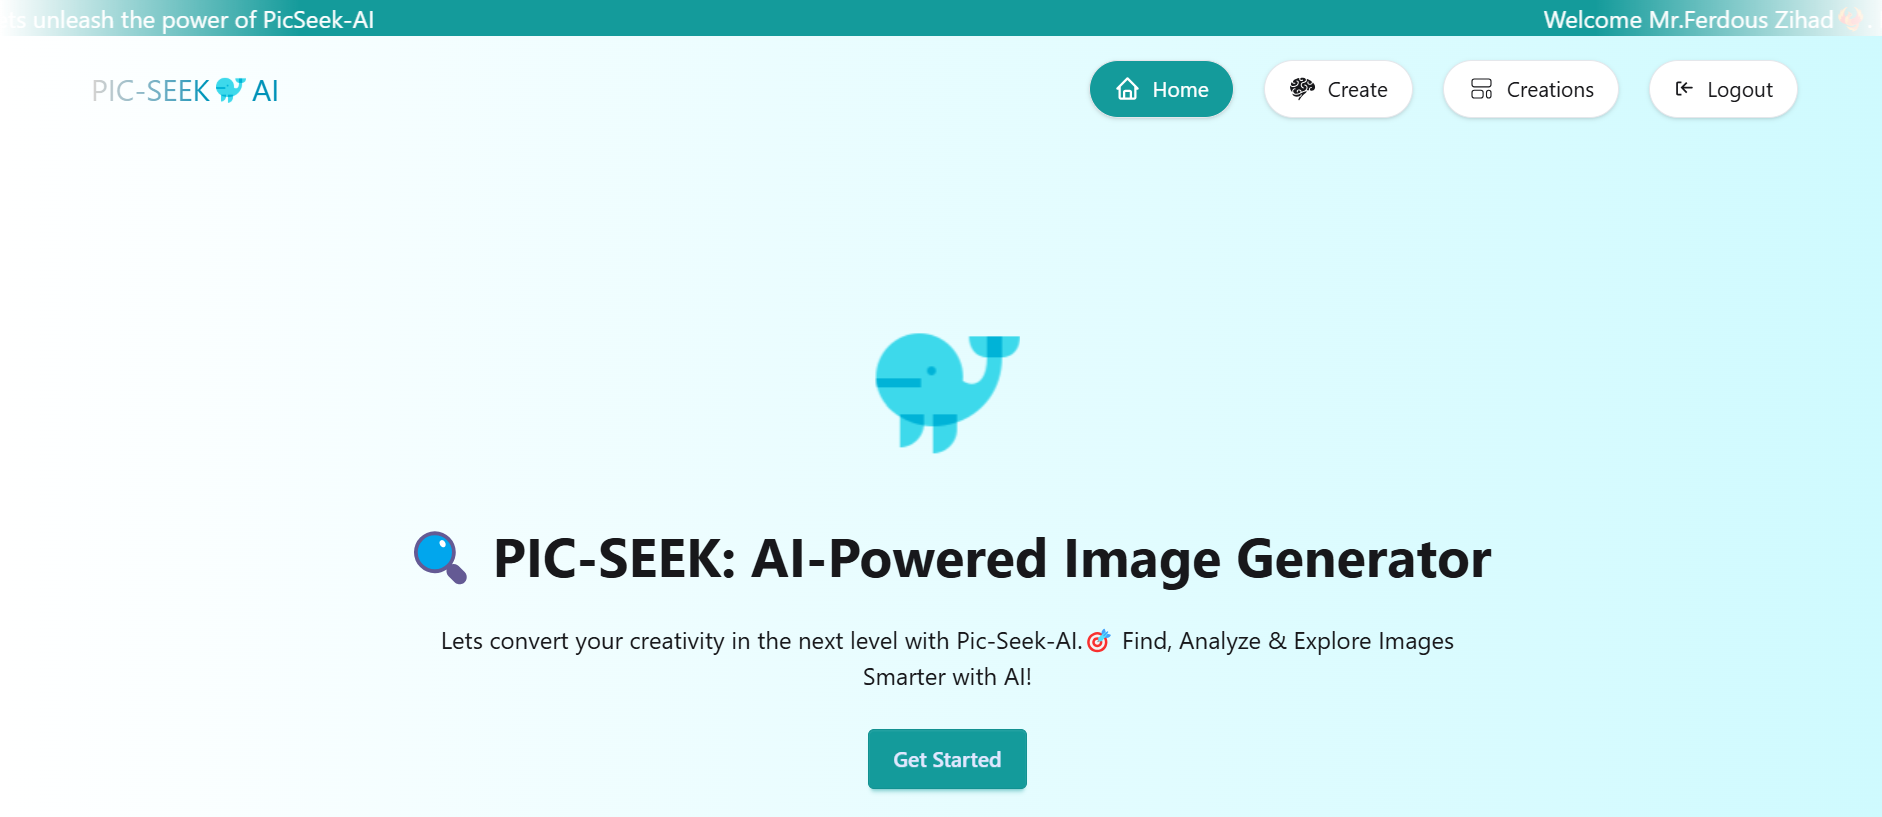 unleash the power of PicSeek-AI
Welcome Mr.Ferdous Zihad
PIC-SEEK AI
Home
Create
Creations
Logout
🔍 PIC-SEEK: AI-Powered Image Generator
Lets convert your creativity in the next level with Pic-Seek-AI.🎯 Find, Analyze & Explore Images
Smarter with AI!
Get Started